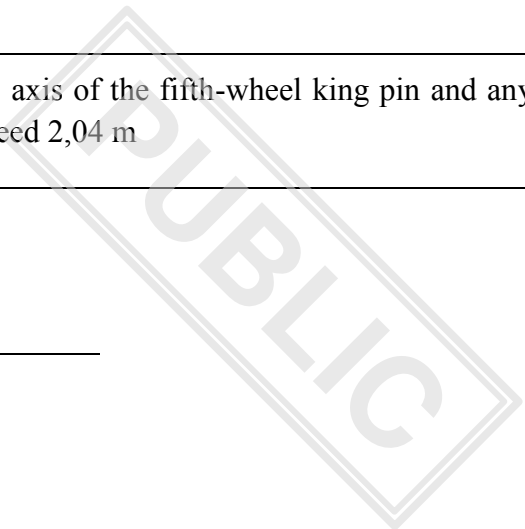 axis of the fifth-wheel king pin and any
eed 2,04 m
PUBLIC